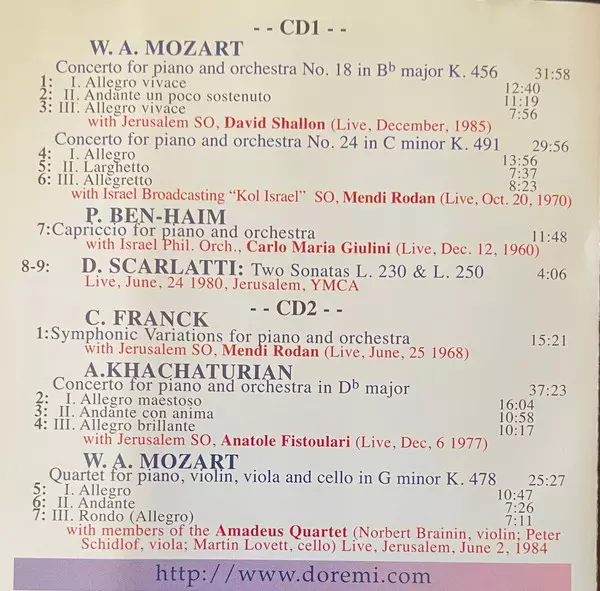 - - CD1 - -
W. A. MOZART
Concerto for piano and orchestra No. 18 in Bb major K. 456 31:58
1: I. Allegro vivace 12:40
2: II. Andante un poco sostenuto 11:19
3: III. Allegro vivace 7:56
with Jerusalem SO, David Shallon (Live, December, 1985)
Concerto for piano and orchestra No. 24 in C minor K. 491 29:56
4: I. Allegro 13:56
5: II. Larghetto 7:37
6: III. Allegretto 8:23
with Israel Broadcasting “Kol Israel” SO, Mendi Rodan (Live, Oct. 20, 1970)
P. BEN-HAIM
7:Capriccio for piano and orchestra 11:48
with Israel Phil. Orch., Carlo Maria Giulini (Live, Dec. 12, 1960)
8-9: D. SCARLATTI: Two Sonatas L. 230 & L. 250 4:06
Live, June, 24 1980, Jerusalem, YMCA
- - CD2 - -
C. FRANCK
1:Symphonic Variations for piano and orchestra 15:21
with Jerusalem SO, Mendi Rodan (Live, June, 25 1968)
A.KHACHATURIAN
Concerto for piano and orchestra in Db major 37:23
2: I. Allegro maestoso 16:04
3: II. Andante con anima 10:58
4: III. Allegro brillante 10:17
with Jerusalem SO, Anatole Fistoulari (Live, Dec, 6 1977)
W. A. MOZART
Quartet for piano, violin, viola and cello in G minor K. 478 25:27
5: I. Allegro 10:47
6: II. Andante 7:26
7: III. Rondo (Allegro) 7:11
with members of the Amadeus Quartet (Norbert Brainin, violin; Peter
Schidlof, viola; Martin Lovett, cello) Live, Jerusalem, June 2, 1984
http://www.doremi.com